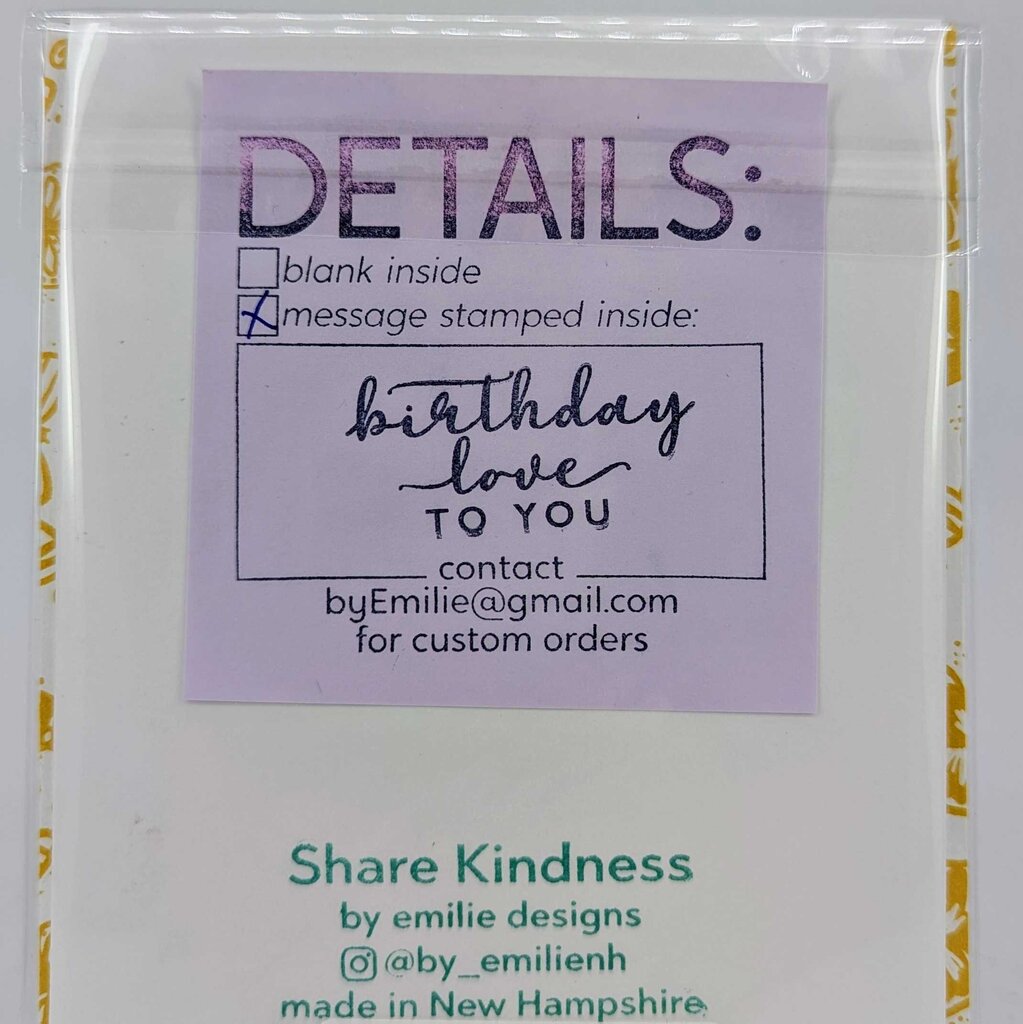 DETAILS:
blank inside
message stamped inside:
birthday
love
TO YOU
contact
byEmilie@gmail.com
for custom orders
Share Kindness
by emilie designs
@by_emilienh
made in New Hampshire